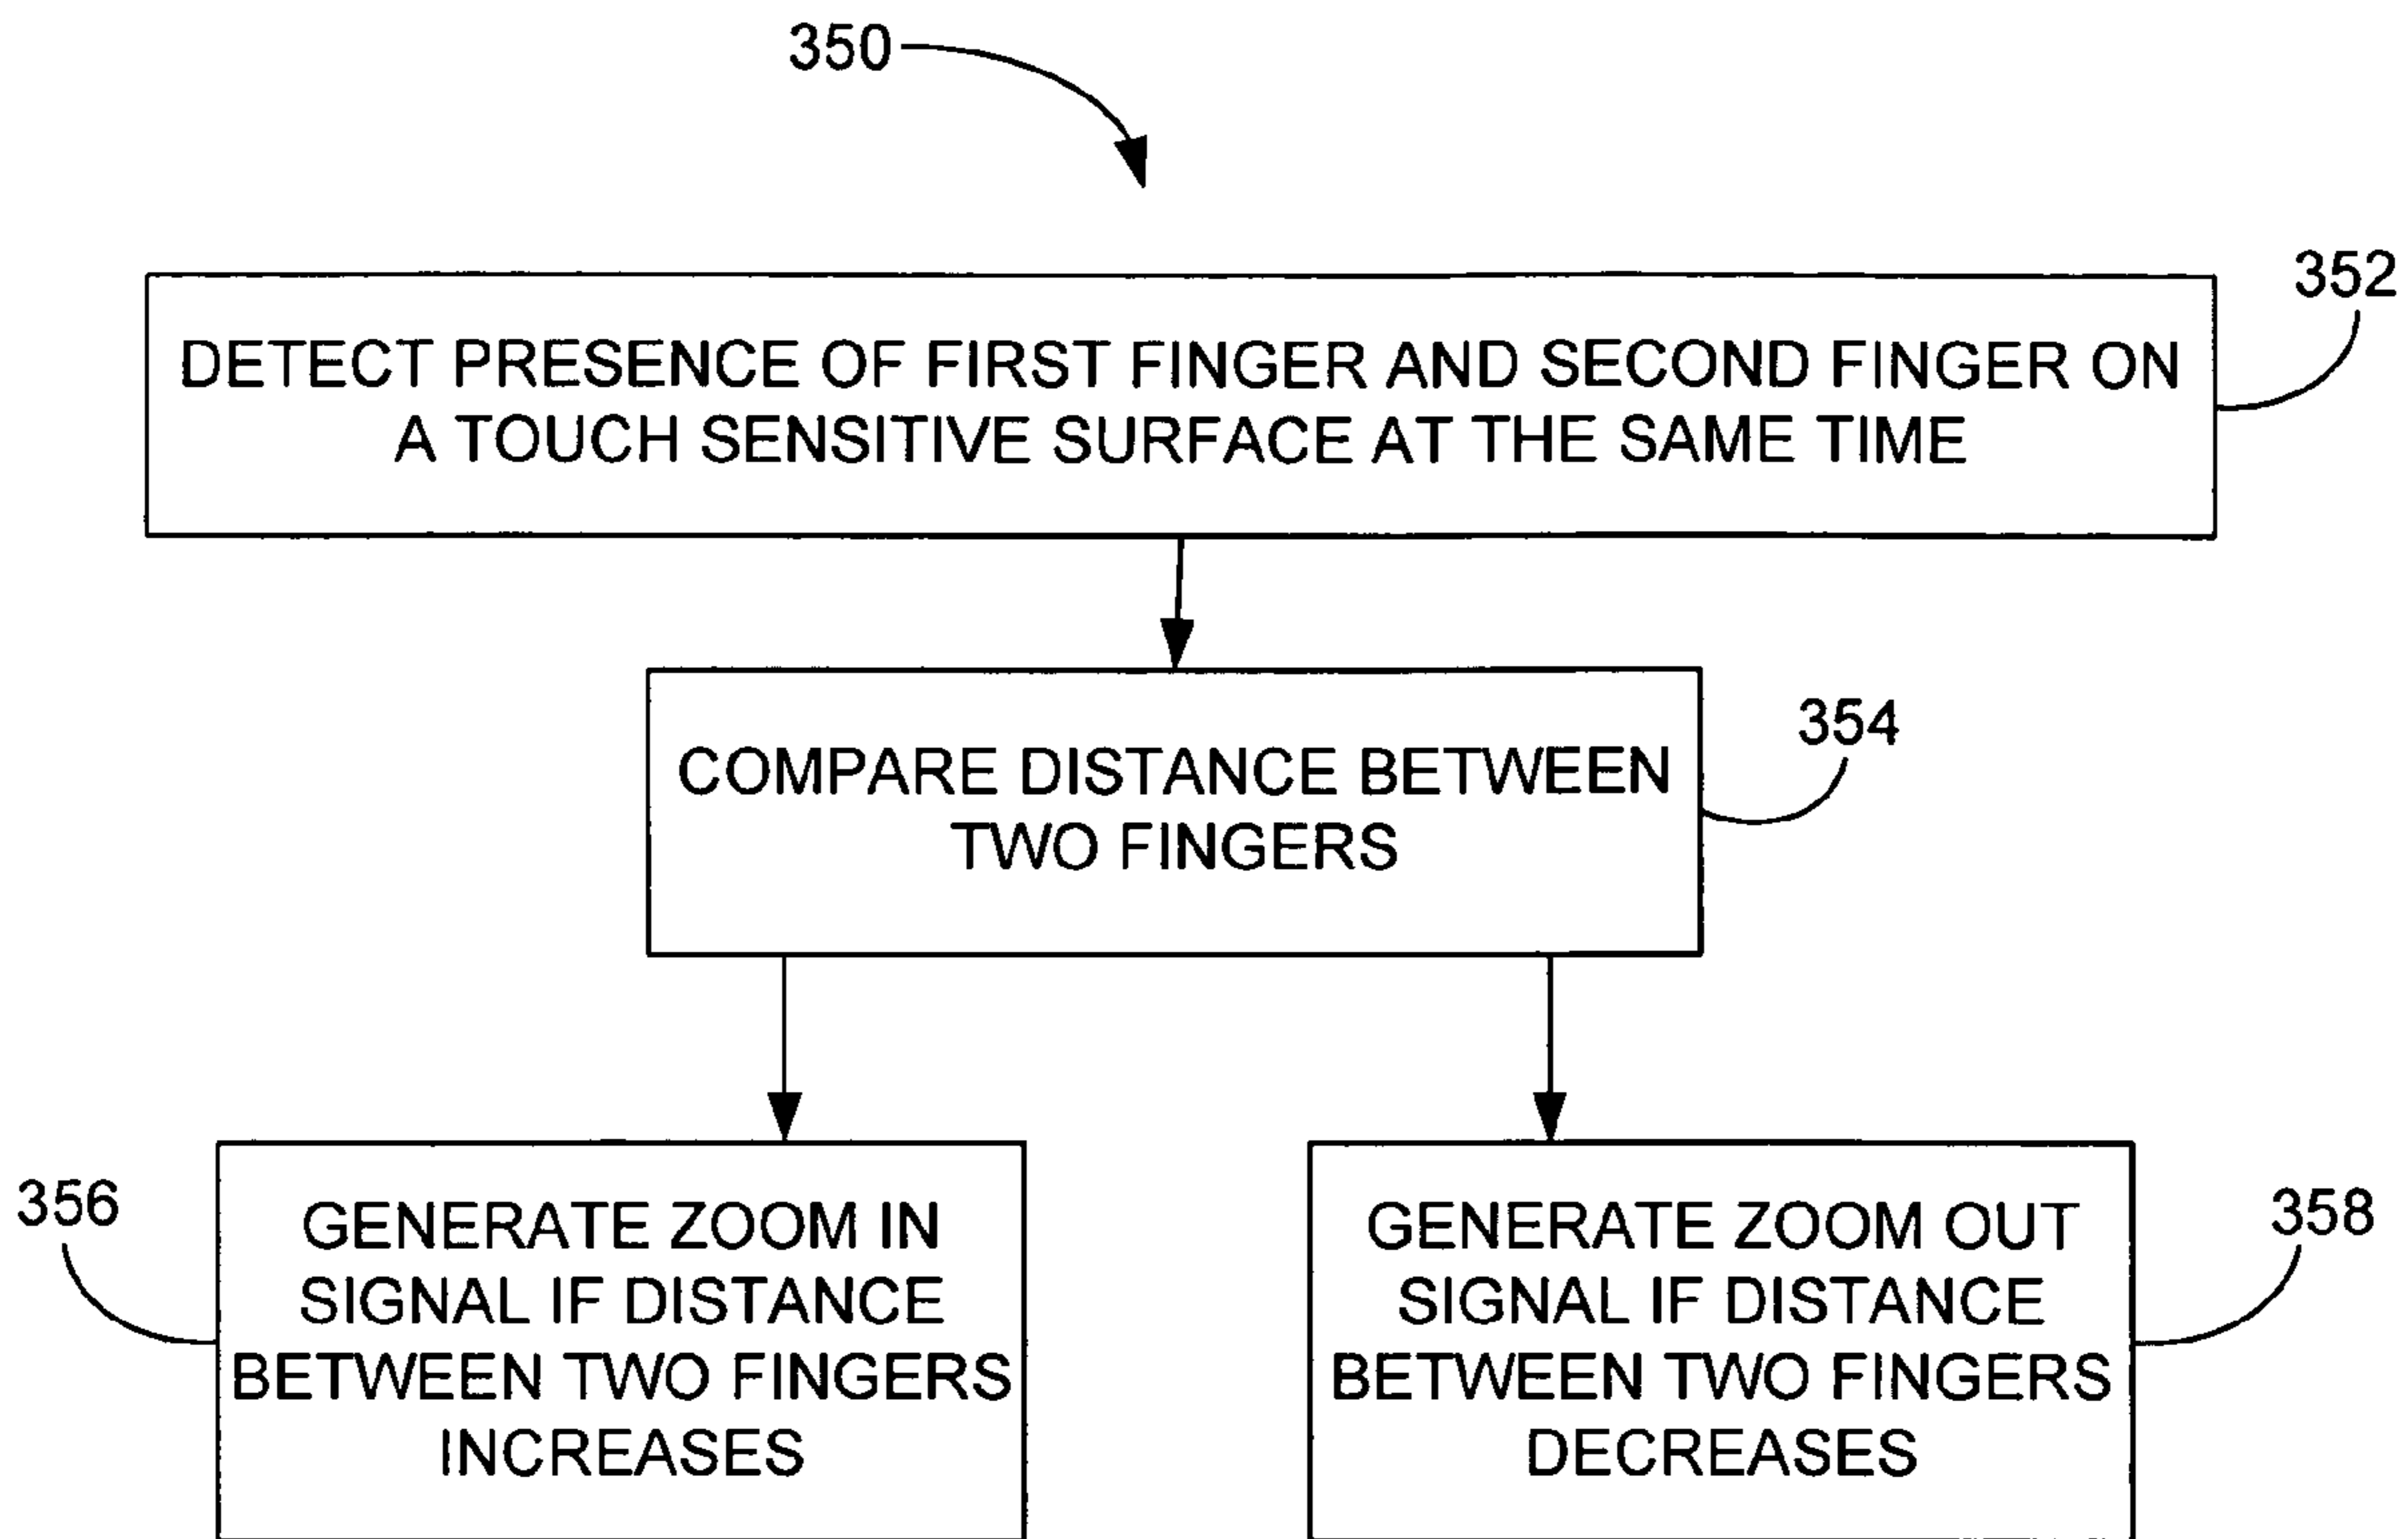 350
352
DETECT PRESENCE OF FIRST FINGER AND SECOND FINGER ON
A TOUCH SENSITIVE SURFACE AT THE SAME TIME
354
COMPARE DISTANCE BETWEEN
TWO FINGERS
356
GENERATE ZOOM IN
SIGNAL IF DISTANCE
BETWEEN TWO FINGERS
INCREASES
358
GENERATE ZOOM OUT
SIGNAL IF DISTANCE
BETWEEN TWO FINGERS
DECREASES